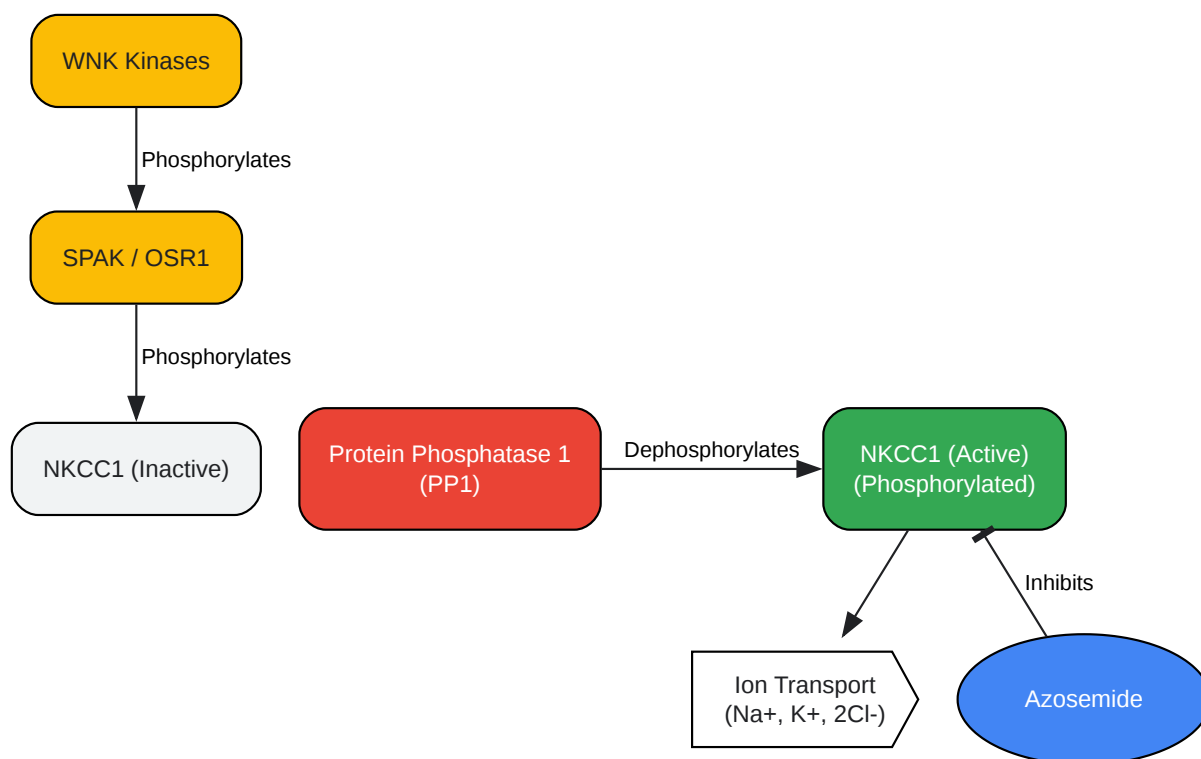 WNK Kinases
Phosphorylates
SPAK / OSR1
Phosphorylates
NKCC1 (Inactive)
Protein Phosphatase 1
(PP1)
Dephosphorylates
NKCC1 (Active)
(Phosphorylated)
Inhibits
Ion Transport
(Na+, K+, 2Cl-)
Azosemide